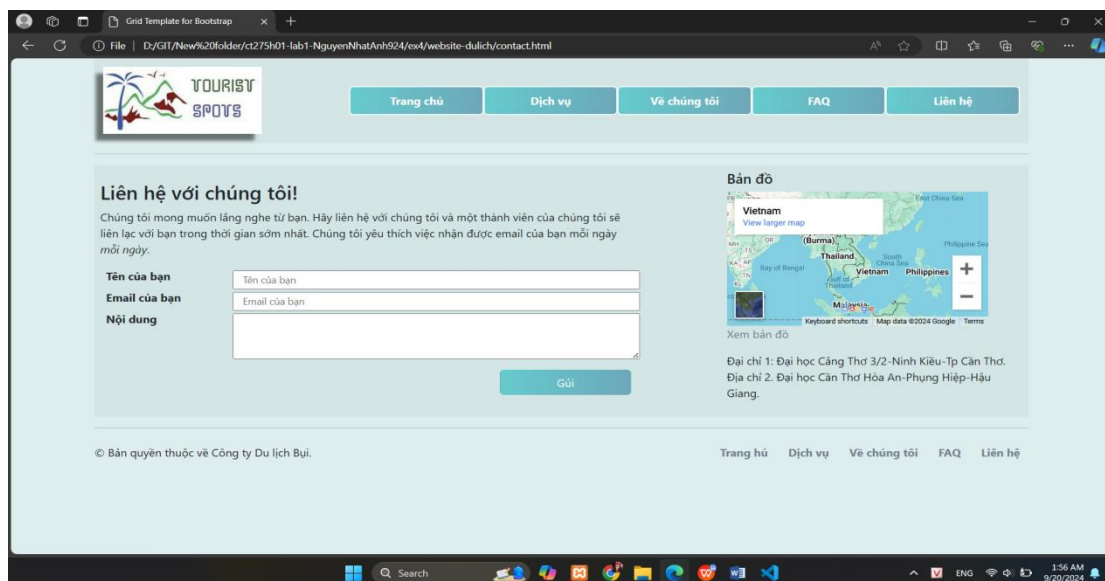 Grid Template for Bootstrap
File | D:/GIT/New%20folder/ct275h01-lab1-NguyenNhatAnh924/ex4/website-dulich/contact.html
TOURIST
SPOTS
Trang chủ Dịch vụ Về chúng tôi FAQ Liên hệ
Liên hệ với chúng tôi!
Chúng tôi mong muốn lắng nghe từ bạn. Hãy liên hệ với chúng tôi và một thành viên của chúng tôi sẽ
liên lạc với bạn trong thời gian sớm nhất. Chúng tôi yêu thích việc nhận được email của bạn mỗi ngày
mỗi ngày.
Tên của bạn
Tên của bạn
Email của bạn
Email của bạn
Nội dung
Gửi
Bản đồ
Vietnam
View larger map
East China Sea
(Burma)
Thailand
Bay of Bengal
South
China Sea
Gulf of
Thailand
Vietnam
Philippines
Philippine Sea
Malaysia
Google
Keyboard shortcuts Map data ©2024 Google Terms
Xem bản đồ
Đại chỉ 1: Đại học Cảng Thơ 3/2-Ninh Kiều-Tp Cần Thơ.
Địa chỉ 2. Đại học Cần Thơ Hòa An-Phụng Hiệp-Hậu
Giang.
© Bản quyền thuộc về Công ty Du lịch Bụi.
Trang hủ Dịch vụ Về chúng tôi FAQ Liên hệ
Search
ENG
1:56 AM
9/20/2024